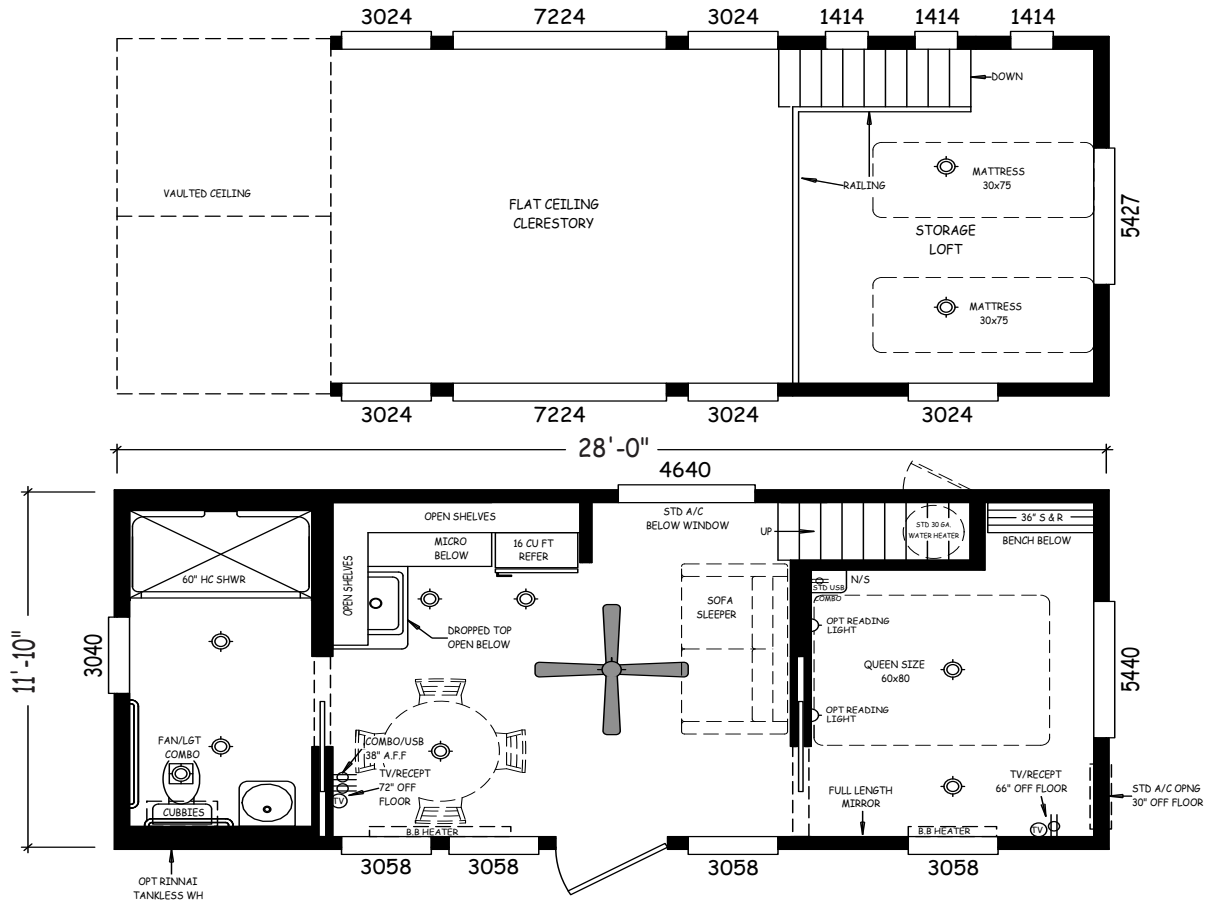 3024
7224
3024
1414
1414
1414
DOWN
VAULTED CEILING
FLAT CEILING
CLERESTORY
RAILING
MATTRESS
30x75
STORAGE
LOFT
5427
MATTRESS
30x75
3024
7224
3024
3024
28'-0"
4640
OPEN SHELVES
STD A/C
BELOW WINDOW
MICRO
BELOW
16 CU FT
REFER
UP
STD 30 GA.
WATER HEATER
36" S & R
BENCH BELOW
60" HC SHWR
OPEN SHELVES
N/S
STD USB
COMBO
SOFA
SLEEPER
DROPPED TOP
OPEN BELOW
OPT READING
LIGHT
QUEEN SIZE
60x80
3040
11'-10"
5440
OPT READING
LIGHT
FAN/LGT
COMBO
COMBO/USB
38" A.F.F
TV/RECEPT
72" OFF
FLOOR
TV
CUBBIES
B.B HEATER
FULL LENGTH
MIRROR
TV/RECEPT
66" OFF FLOOR
STD A/C OPNG
30" OFF FLOOR
B.B HEATER
TV
3058
3058
3058
3058
OPT RINNAI
TANKLESS WH